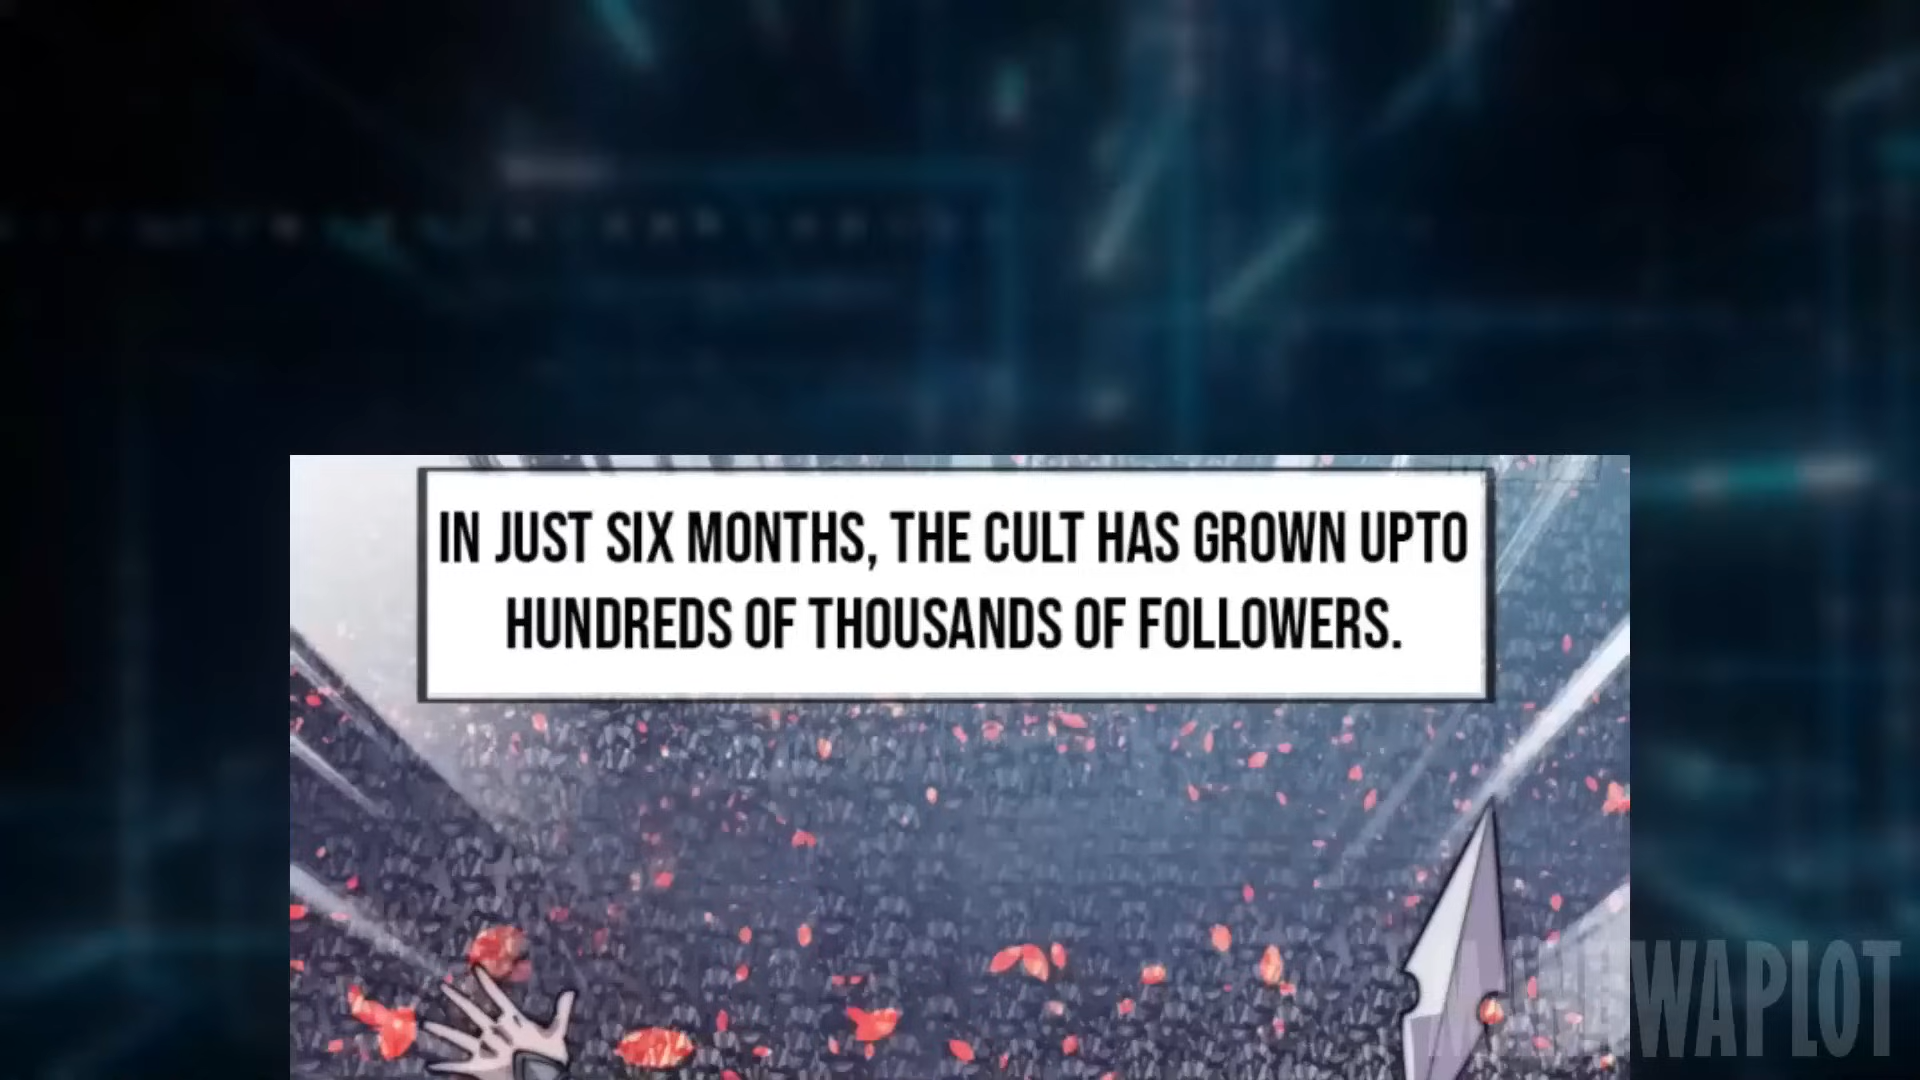 IN JUST SIX MONTHS, THE CULT HAS GROWN UPTO
HUNDREDS OF THOUSANDS OF FOLLOWERS.